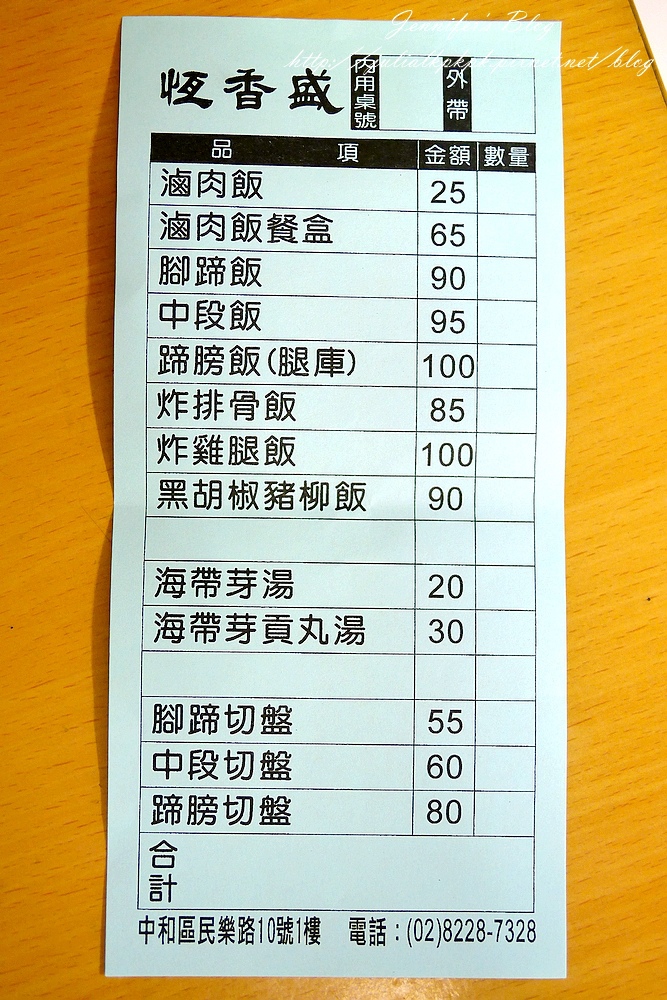 Jennifer's Blog
恆香盛 內用桌號 外帶
品項 金額 數量
滷肉飯 25
滷肉飯餐盒 65
腳蹄飯 90
中段飯 95
蹄膀飯(腿庫) 100
炸排骨飯 85
炸雞腿飯 100
黑胡椒豬柳飯 90
海帶芽湯 20
海帶芽貢丸湯 30
腳蹄切盤 55
中段切盤 60
蹄膀切盤 80
合計
中和區民樂路10號1樓 電話：(02)8228-7328